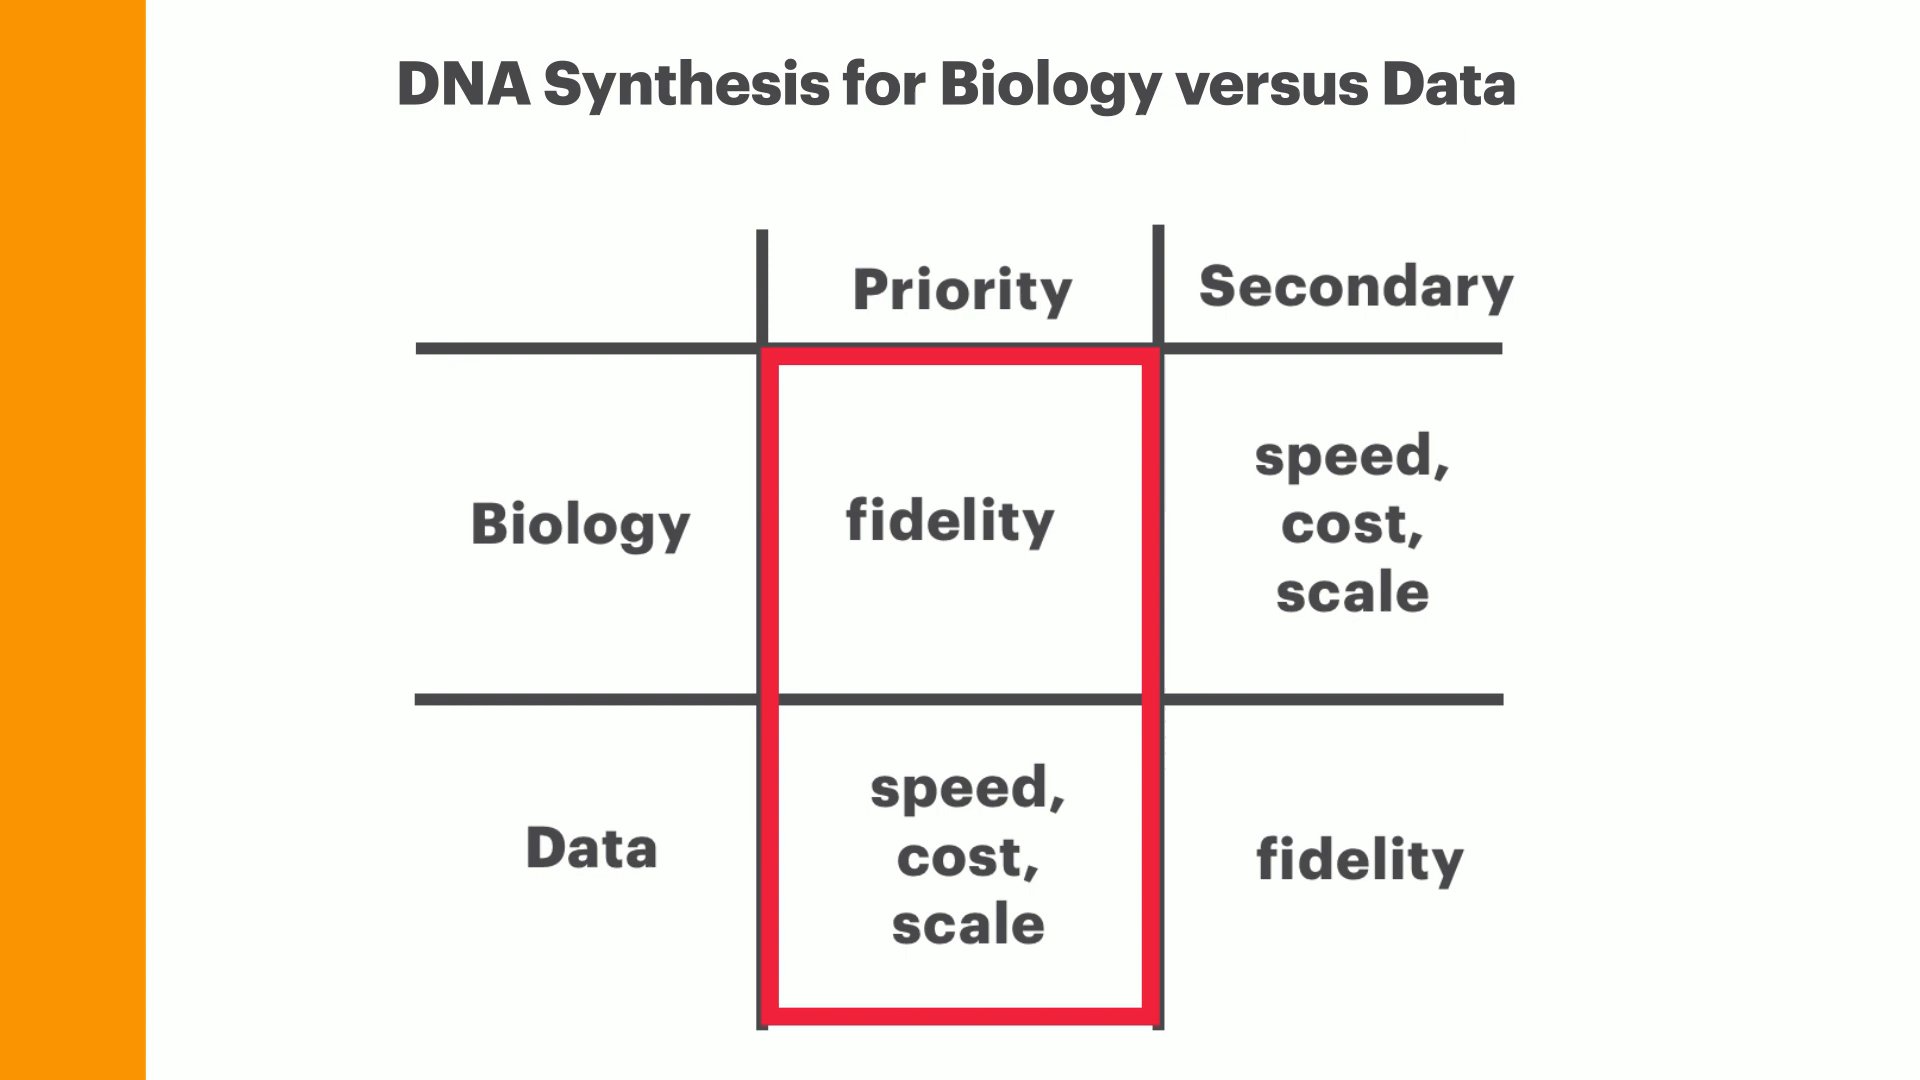 DNA Synthesis for Biology versus Data
Priority
Secondary
Biology
fidelity
speed,
cost,
scale
Data
speed,
cost,
scale
fidelity